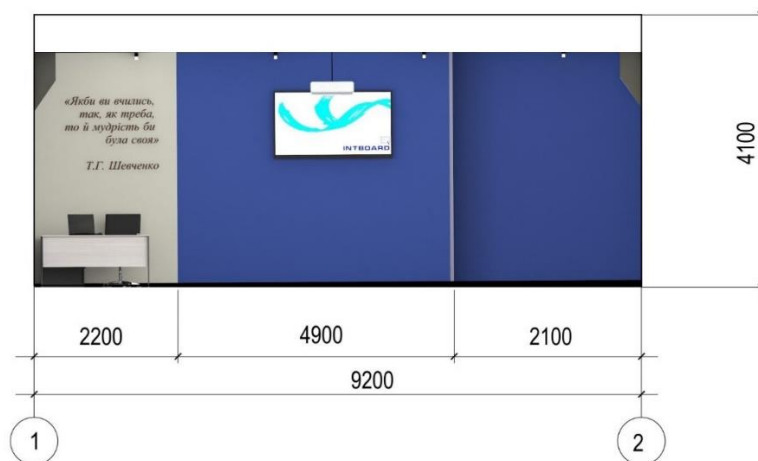 «Якби ви вчились,
так, як треба,
то й мудрість би
була своя»
Т.Г. Шевченко
INTBOARD
4100
2200
4900
2100
9200
1
2